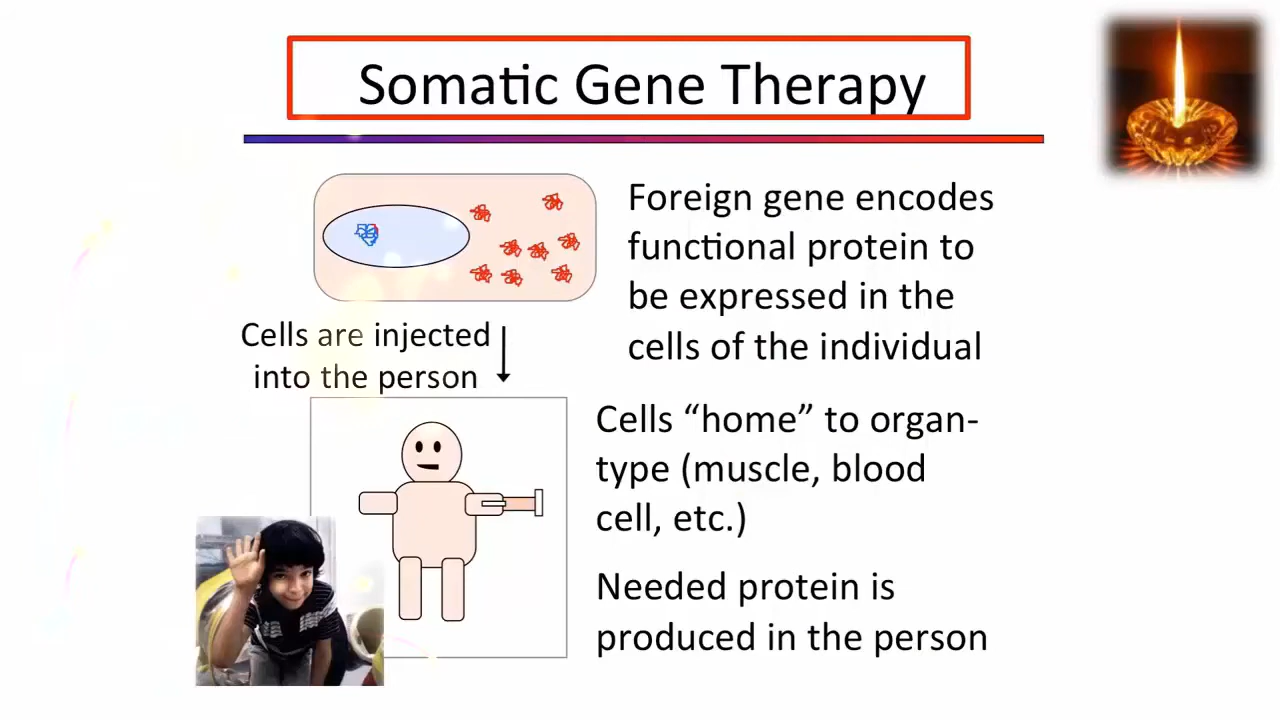 Somatic Gene Therapy
Foreign gene encodes
functional protein to
be expressed in the
cells of the individual
Cells are injected
into the person
Cells “home” to organ-
type (muscle, blood
cell, etc.)
Needed protein is
produced in the person